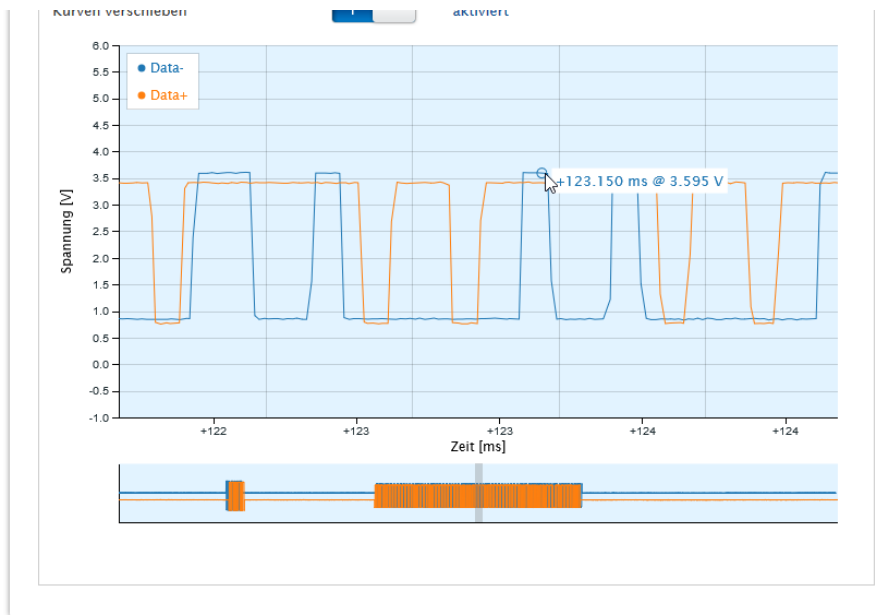 Kurven verschieben
I
aktiviert
6.0
Data-
5.5
Data+
5.0
4.5
4.0
3.5
+123.150 ms @ 3.595 V
3.0
Spannung [V]
2.5
2.0
1.5
1.0
0.5
0.0
-0.5
-1.0
+122 +123 +123 +124 +124
Zeit [ms]